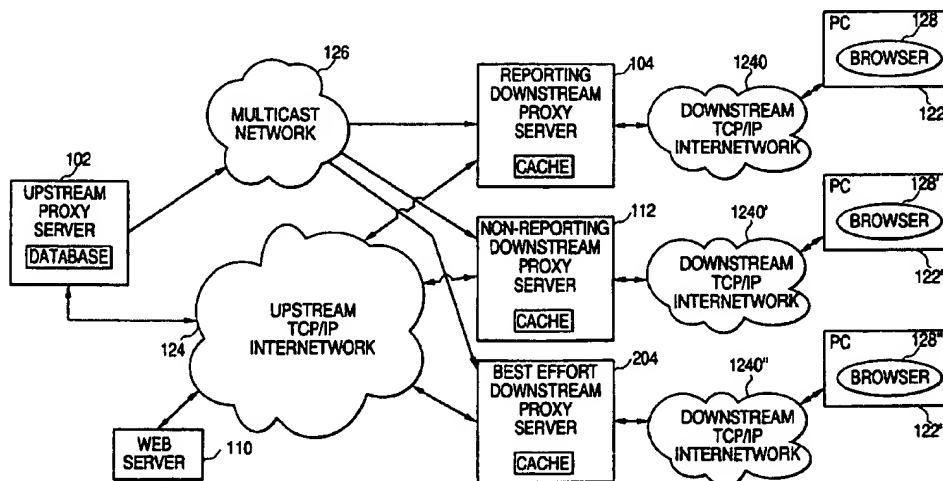 126
MULTICAST
NETWORK
102
UPSTREAM
PROXY
SERVER
DATABASE
UPSTREAM
TCP/IP
INTERNETWORK
124
WEB
SERVER
110
REPORTING
DOWNSTREAM
PROXY
SERVER
CACHE
104
1240
DOWNSTREAM
TCP/IP
INTERNETWORK
PC
128
BROWSER
122
NON-REPORTING
DOWNSTREAM
PROXY
SERVER
CACHE
112
1240'
DOWNSTREAM
TCP/IP
INTERNETWORK
PC
128'
BROWSER
122'
BEST EFFORT
DOWNSTREAM
PROXY
SERVER
CACHE
204
1240"
DOWNSTREAM
TCP/IP
INTERNETWORK
PC
128"
BROWSER
122"